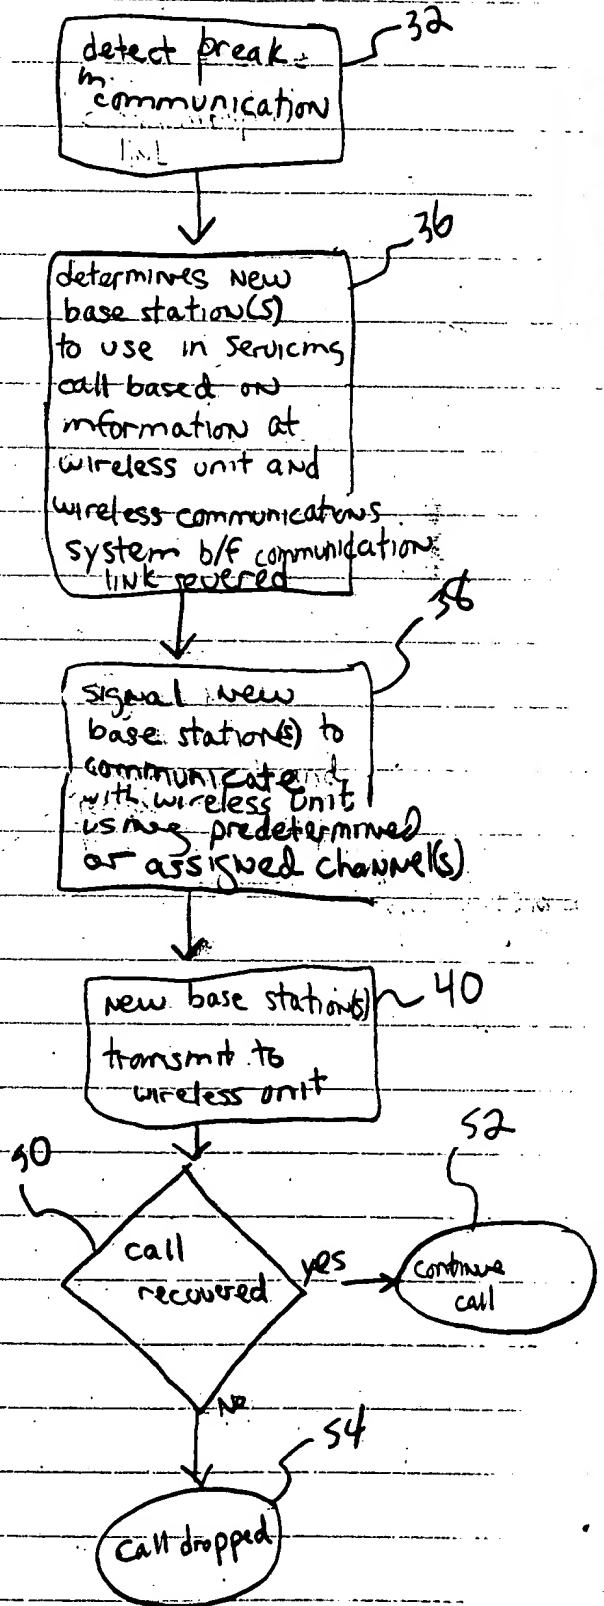 32
detect break
in
communication
link
36
determines new
base station(s)
to use in servicing
call based on
information at
wireless unit and
wireless communications
system b/f communication
link severed
38
signal new
base station(s) to
communicate
with wireless unit
using predetermined
or assigned channel(s)
40
new base station(s)
transmit to
wireless unit
50
52
call
recovered
yes
continue
call
No
54
call dropped